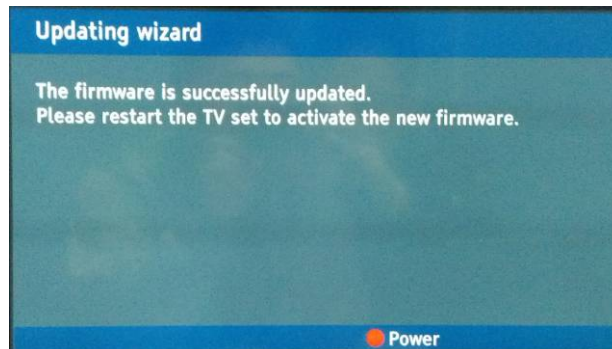 Updating wizard
The firmware is successfully updated.
Please restart the TV set to activate the new firmware.
Power